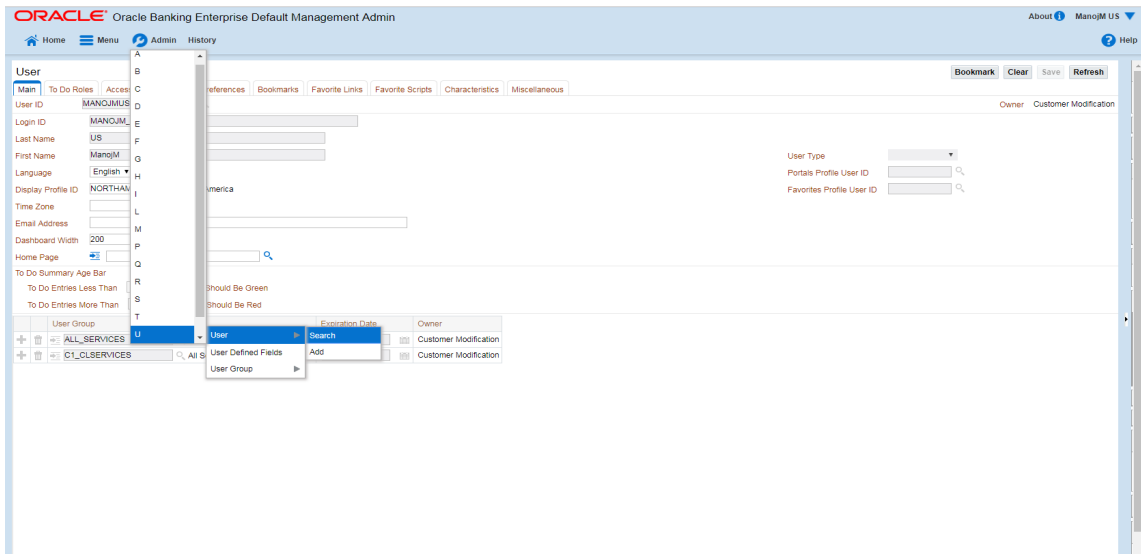 ORACLE® Oracle Banking Enterprise Default Management Admin About ManojM US
Home Menu Admin History Help
User Bookmark Clear Save Refresh
Main To Do Roles Bookmarks Favorite Links Favorite Scripts Characteristics Miscellaneous
User ID MANOJMUS Owner Customer Modification
Login ID MANOJM_
Last Name US
First Name ManojM User Type
Language English Portals Profile User ID
Display Profile ID Favorites Profile User ID
Time Zone
Email Address
Dashboard Width 200
Home Page
To Do Summary Age Bar
To Do Entries Less Than Should Be Green
To Do Entries More Than Should Be Red
User Group Expiration Date Owner
ALL_SERVICES Customer Modification
C1_CLSERVICES All Customer Modification
A
B
C
D
E
F
G
H
I
L
M
P
Q
R
S
T
U
User
User Defined Fields
User Group
Search
Add